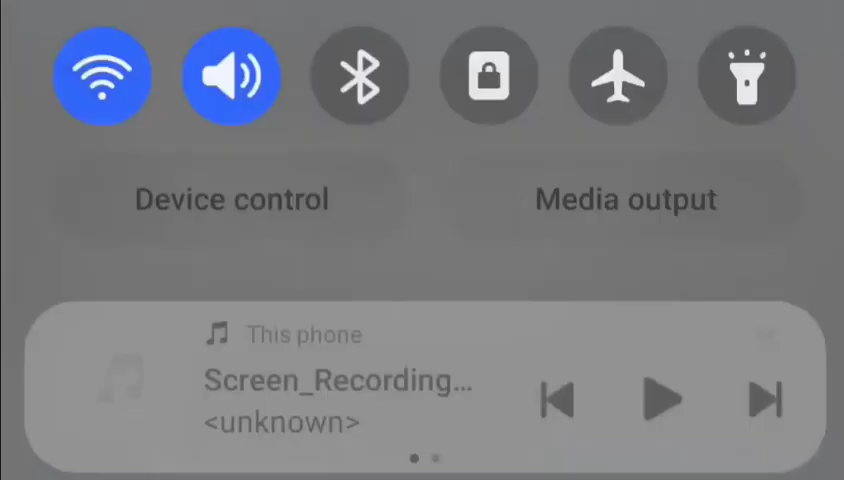 Device control
Media output
This phone
Screen_Recording...
<unknown>